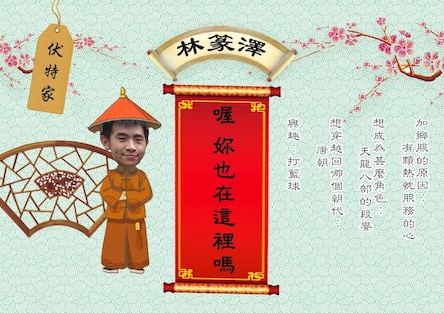 林篆澤
伏特家
喔 妳也在這裡嗎
加鄉服的原因：
有顆熱忱服務的心
想成為甚麼角色：
天龍八部的段譽
想穿越回哪個朝代：
唐朝
興趣：打籃球